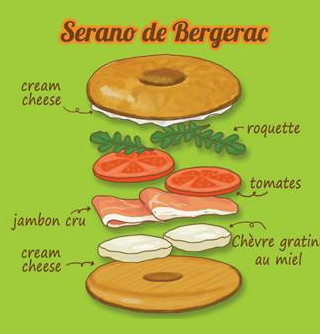 Serano de Bergerac
cream
cheese
roquette
tomates
jambon cru
Chèvre gratin
au miel
cream
cheese